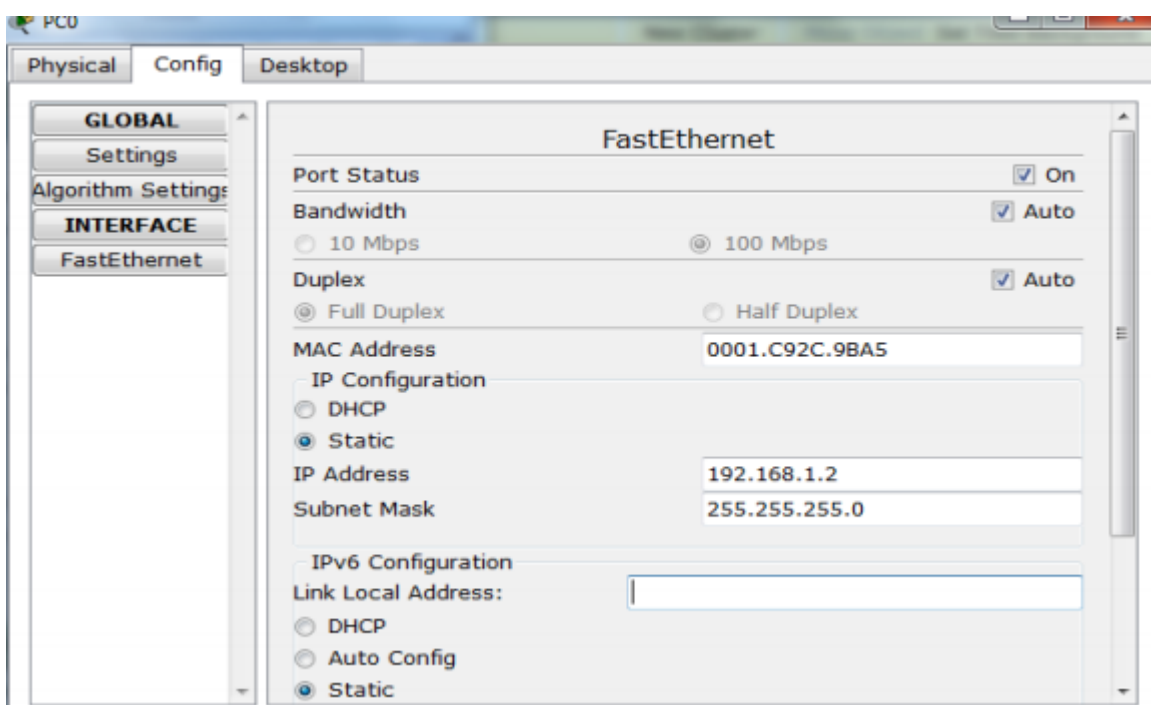 PC0
Physical Config Desktop
GLOBAL
Settings
Algorithm Settings
INTERFACE
FastEthernet
FastEthernet
Port Status On
Bandwidth Auto
10 Mbps 100 Mbps
Duplex Auto
Full Duplex Half Duplex
MAC Address 0001.C92C.9BA5
IP Configuration
DHCP
Static
IP Address 192.168.1.2
Subnet Mask 255.255.255.0
IPv6 Configuration
Link Local Address:
DHCP
Auto Config
Static